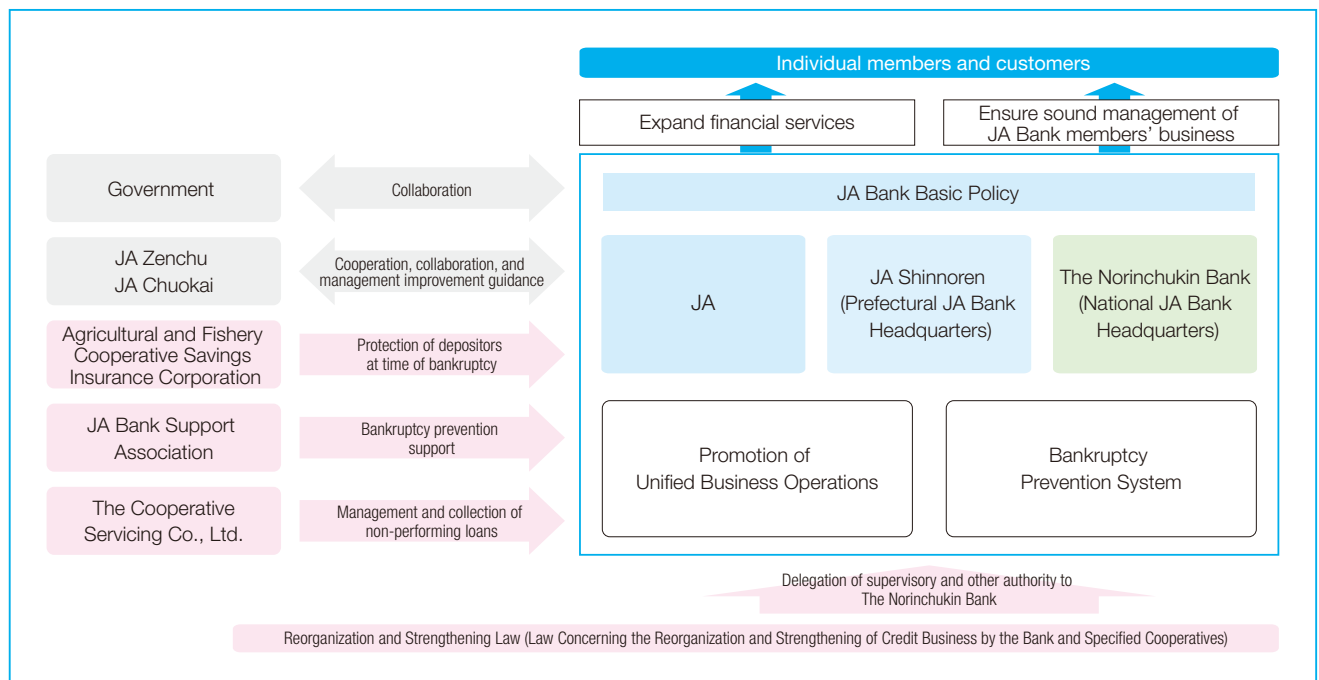 Individual members and customers
Expand financial services
Ensure sound management of
JA Bank members’ business
Government
Collaboration
JA Bank Basic Policy
JA Zenchu
JA Chuokai
Cooperation, collaboration, and
management improvement guidance
JA
JA Shinnoren
(Prefectural JA Bank
Headquarters)
The Norinchukin Bank
(National JA Bank
Headquarters)
Agricultural and Fishery
Cooperative Savings
Insurance Corporation
Protection of depositors
at time of bankruptcy
JA Bank Support
Association
Bankruptcy prevention
support
Promotion of
Unified Business Operations
Bankruptcy
Prevention System
The Cooperative
Servicing Co., Ltd.
Management and collection of
non-performing loans
Delegation of supervisory and other authority to
The Norinchukin Bank
Reorganization and Strengthening Law (Law Concerning the Reorganization and Strengthening of Credit Business by the Bank and Specified Cooperatives)